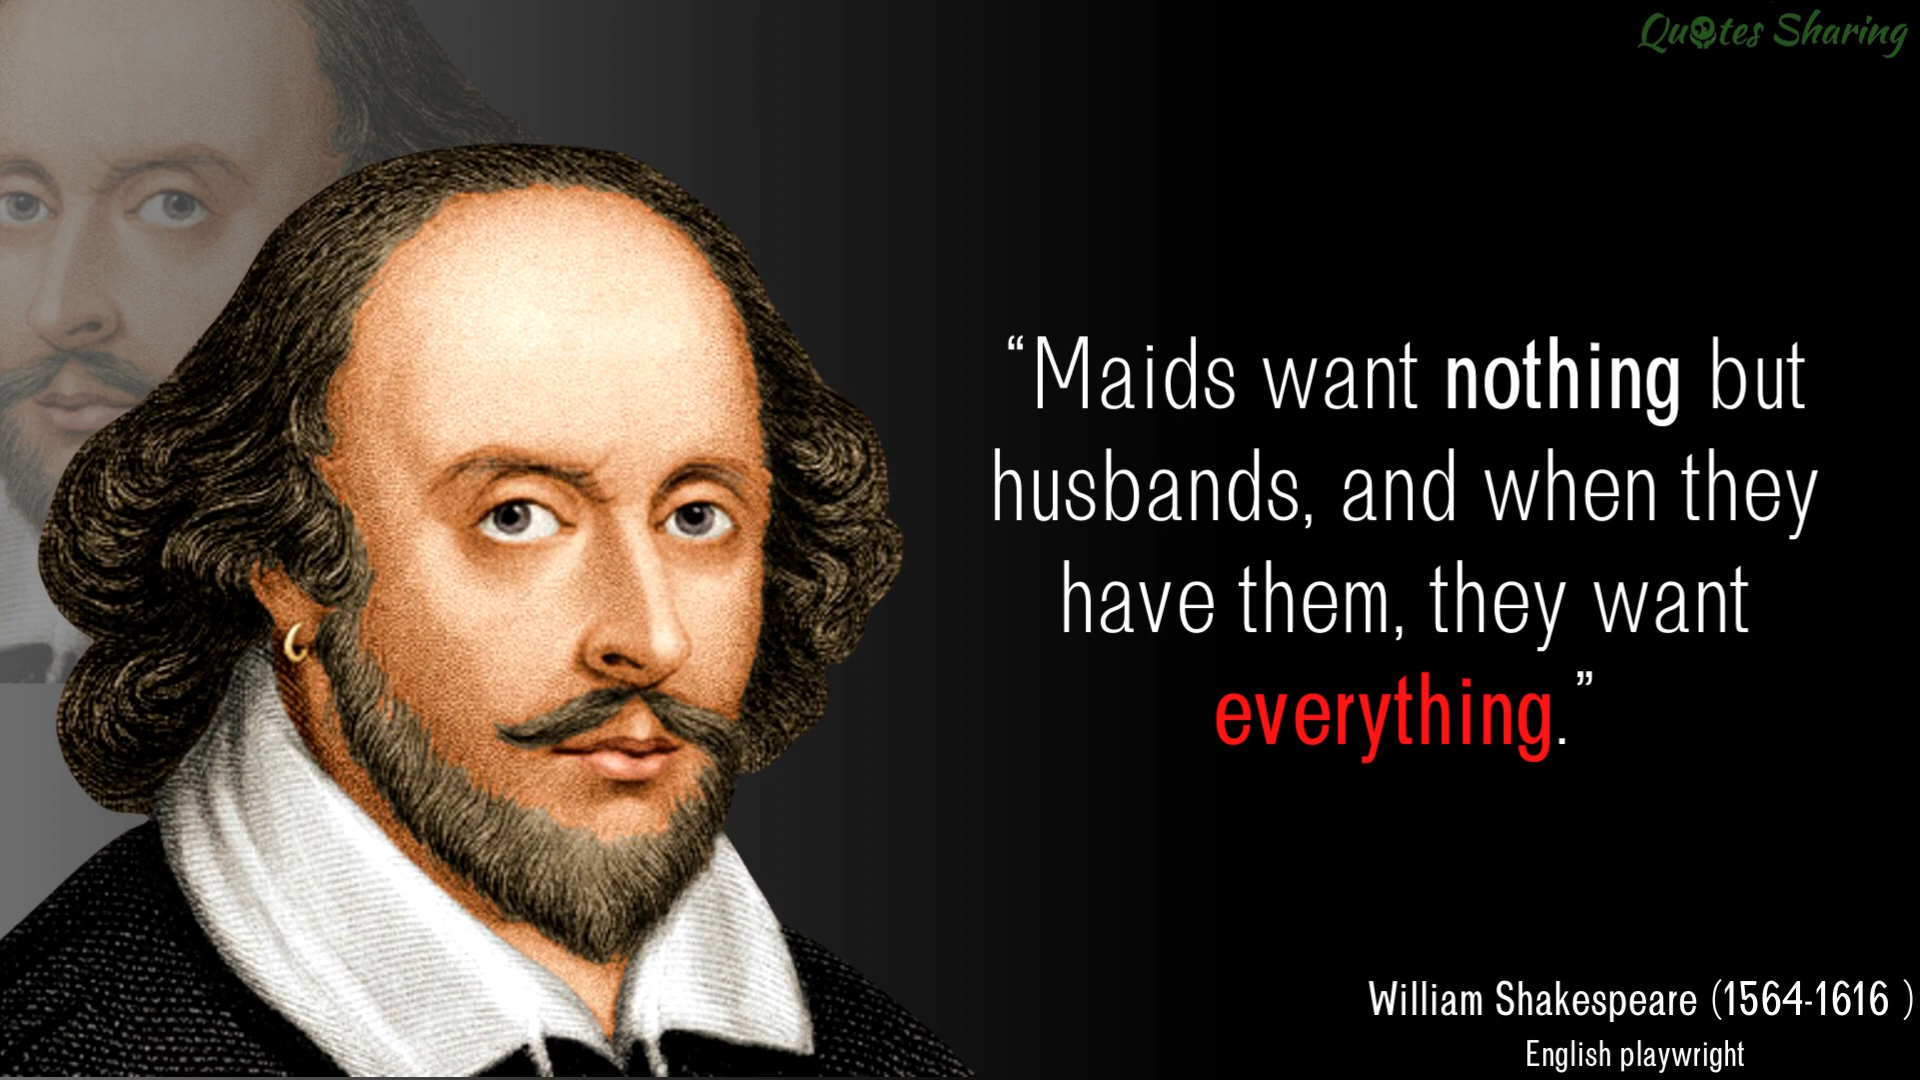 Quotes Sharing
“Maids want nothing but
husbands, and when they
have them, they want
everything.”
William Shakespeare (1564-1616 )
English playwright